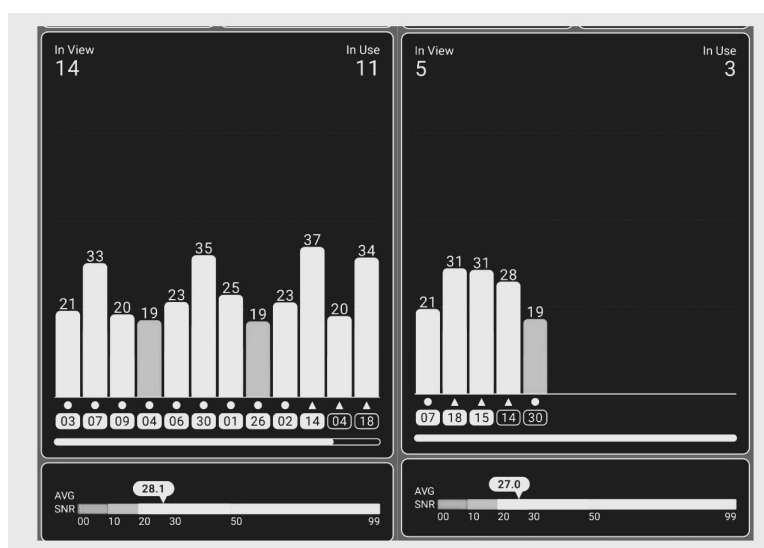 In View In Use
14 11
21 33 20 19 23 35 25 19 23 37 20 34
03 07 09 04 06 30 01 26 02 14 04 18
28.1
AVG
SNR
00 10 20 30 50 99
In View In Use
5 3
21 31 31 28 19
07 18 15 14 30
27.0
AVG
SNR
00 10 20 30 50 99